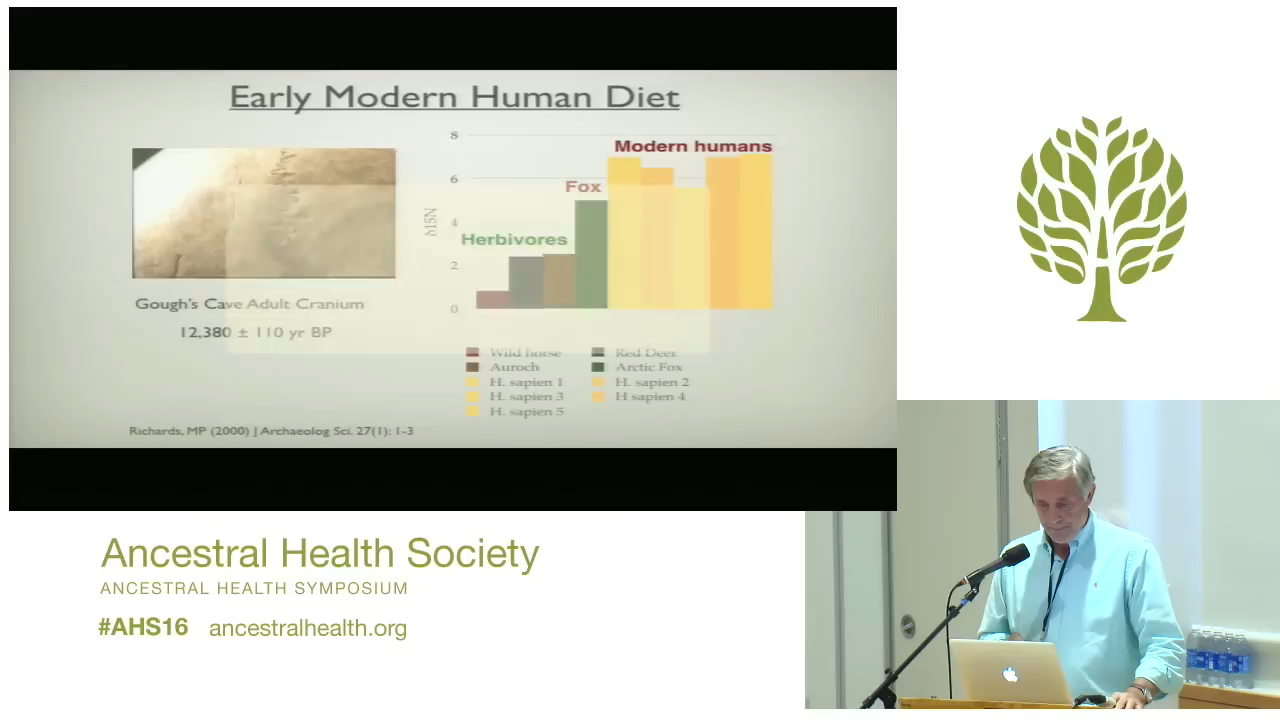 Early Modern Human Diet
8
Modern humans
6
Fox
4
δ15N
Herbivores
2
0
Gough's Cave Adult Cranium
12,380 ± 110 yr BP
Wild horse
Red Deer
Auroch
Arctic Fox
H. sapien 1
H. sapien 2
H. sapien 3
H sapien 4
H. sapien 5
Richards, MP (2000) J Archaeolog Sci. 27(1): 1-3
Ancestral Health Society
ANCESTRAL HEALTH SYMPOSIUM
#AHS16 ancestralhealth.org